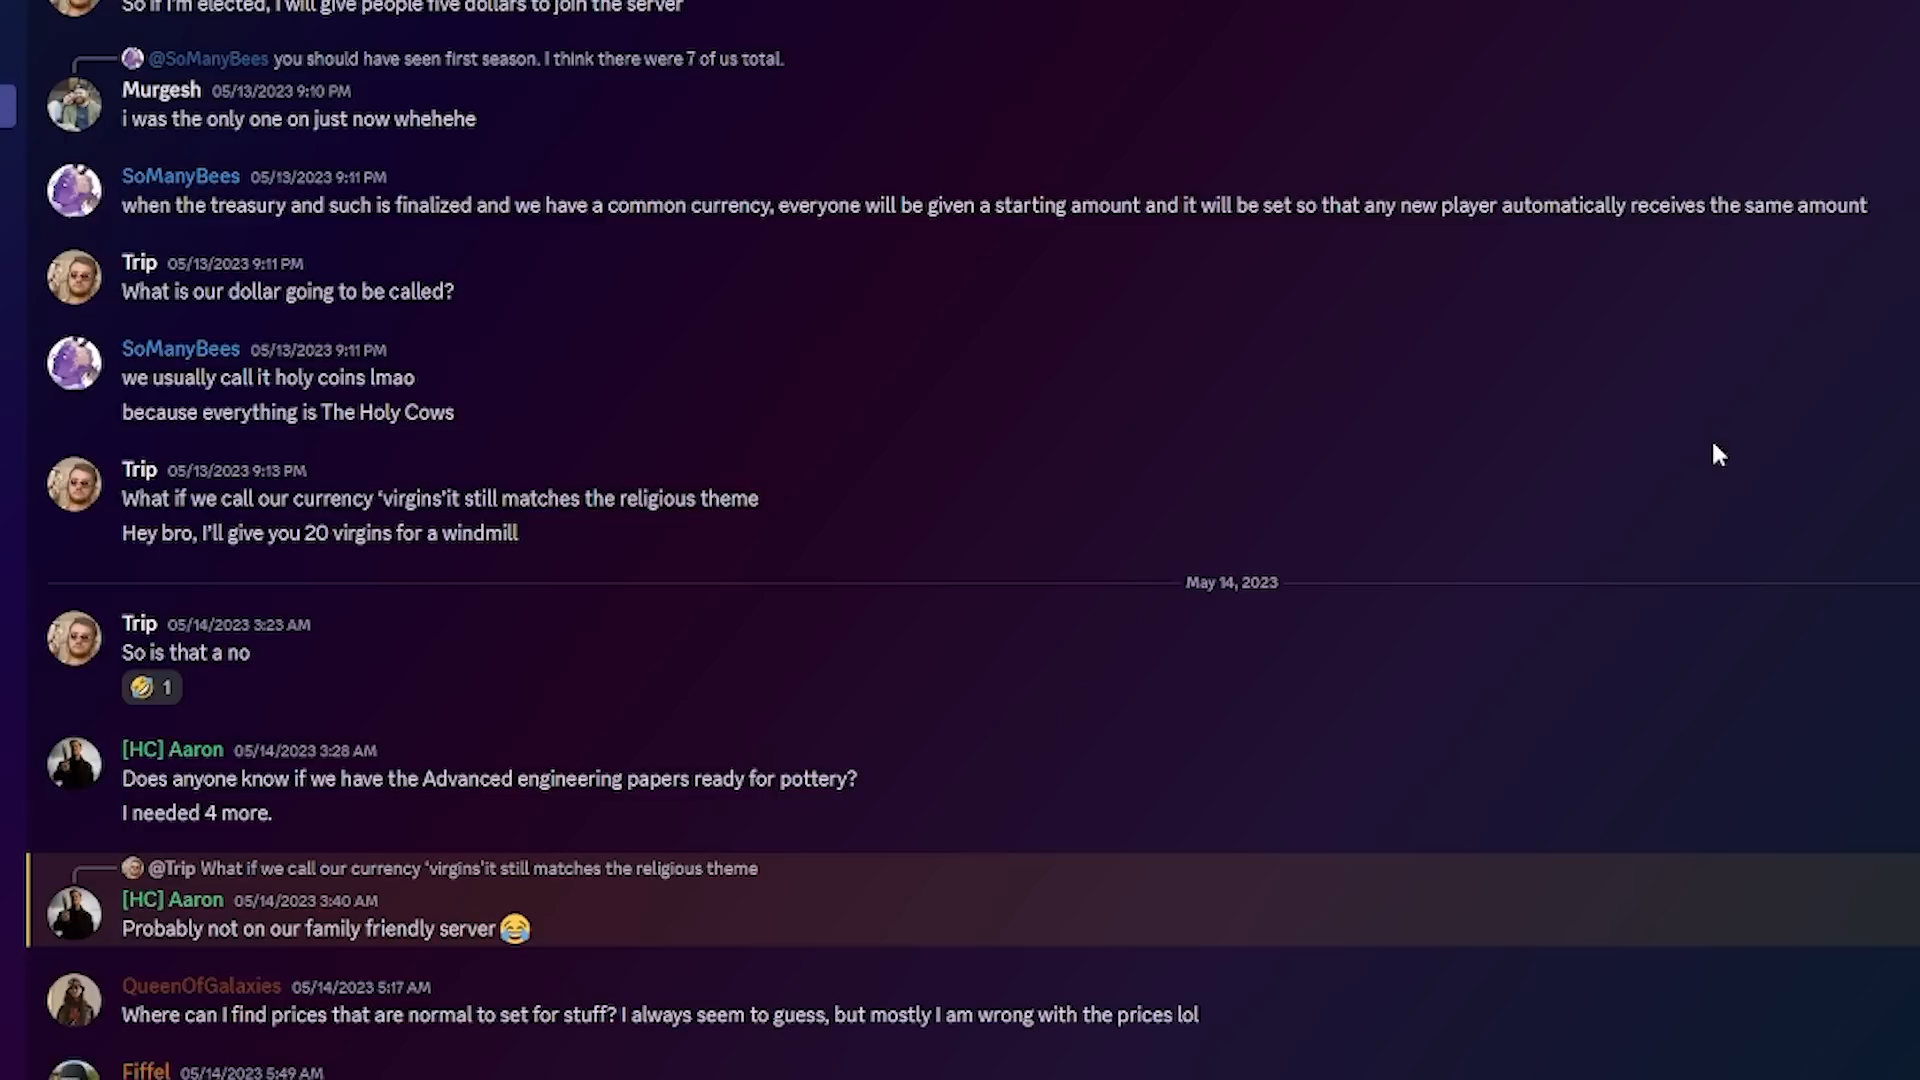 So if I'm elected, I will give people five dollars to join the server
@SoManyBees you should have seen first season. I think there were 7 of us total.
Murgesh 05/13/2023 9:10 PM
i was the only one on just now whehehe
SoManyBees 05/13/2023 9:11 PM
when the treasury and such is finalized and we have a common currency, everyone will be given a starting amount and it will be set so that any new player automatically receives the same amount
Trip 05/13/2023 9:11 PM
What is our dollar going to be called?
SoManyBees 05/13/2023 9:11 PM
we usually call it holy coins lmao
because everything is The Holy Cows
Trip 05/13/2023 9:13 PM
What if we call our currency ‘virgins’it still matches the religious theme
Hey bro, I’ll give you 20 virgins for a windmill
May 14, 2023
Trip 05/14/2023 3:23 AM
So is that a no
🤣 1
[HC] Aaron 05/14/2023 3:28 AM
Does anyone know if we have the Advanced engineering papers ready for pottery?
I needed 4 more.
@Trip What if we call our currency ‘virgins’it still matches the religious theme
[HC] Aaron 05/14/2023 3:40 AM
Probably not on our family friendly server 😂
QueenOfGalaxies 05/14/2023 5:17 AM
Where can I find prices that are normal to set for stuff? I always seem to guess, but mostly I am wrong with the prices lol
Fiffel 05/14/2023 5:49 AM